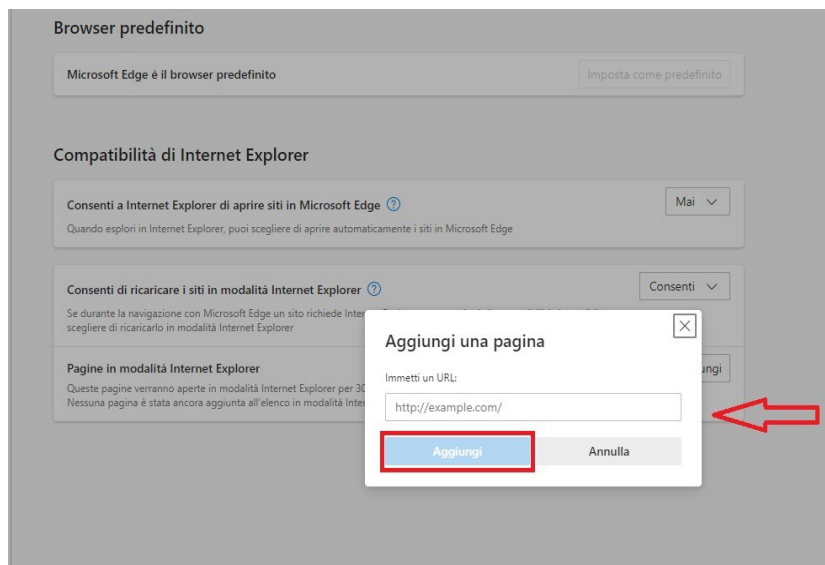 Browser predefinito
Microsoft Edge è il browser predefinito
Imposta come predefinito
Compatibilità di Internet Explorer
Consenti a Internet Explorer di aprire siti in Microsoft Edge
Mai
Quando esplori in Internet Explorer, puoi scegliere di aprire automaticamente i siti in Microsoft Edge
Consenti di ricaricare i siti in modalità Internet Explorer
Consenti
Se durante la navigazione con Microsoft Edge un sito richiede
scegliere di ricaricarlo in modalità Internet Explorer
Pagine in modalità Internet Explorer
Queste pagine verranno aperte in modalità Internet Explorer per 30
Nessuna pagina è stata ancora aggiunta all'elenco in modalità
Aggiungi una pagina
Immetti un URL:
http://example.com/
Aggiungi
Annulla